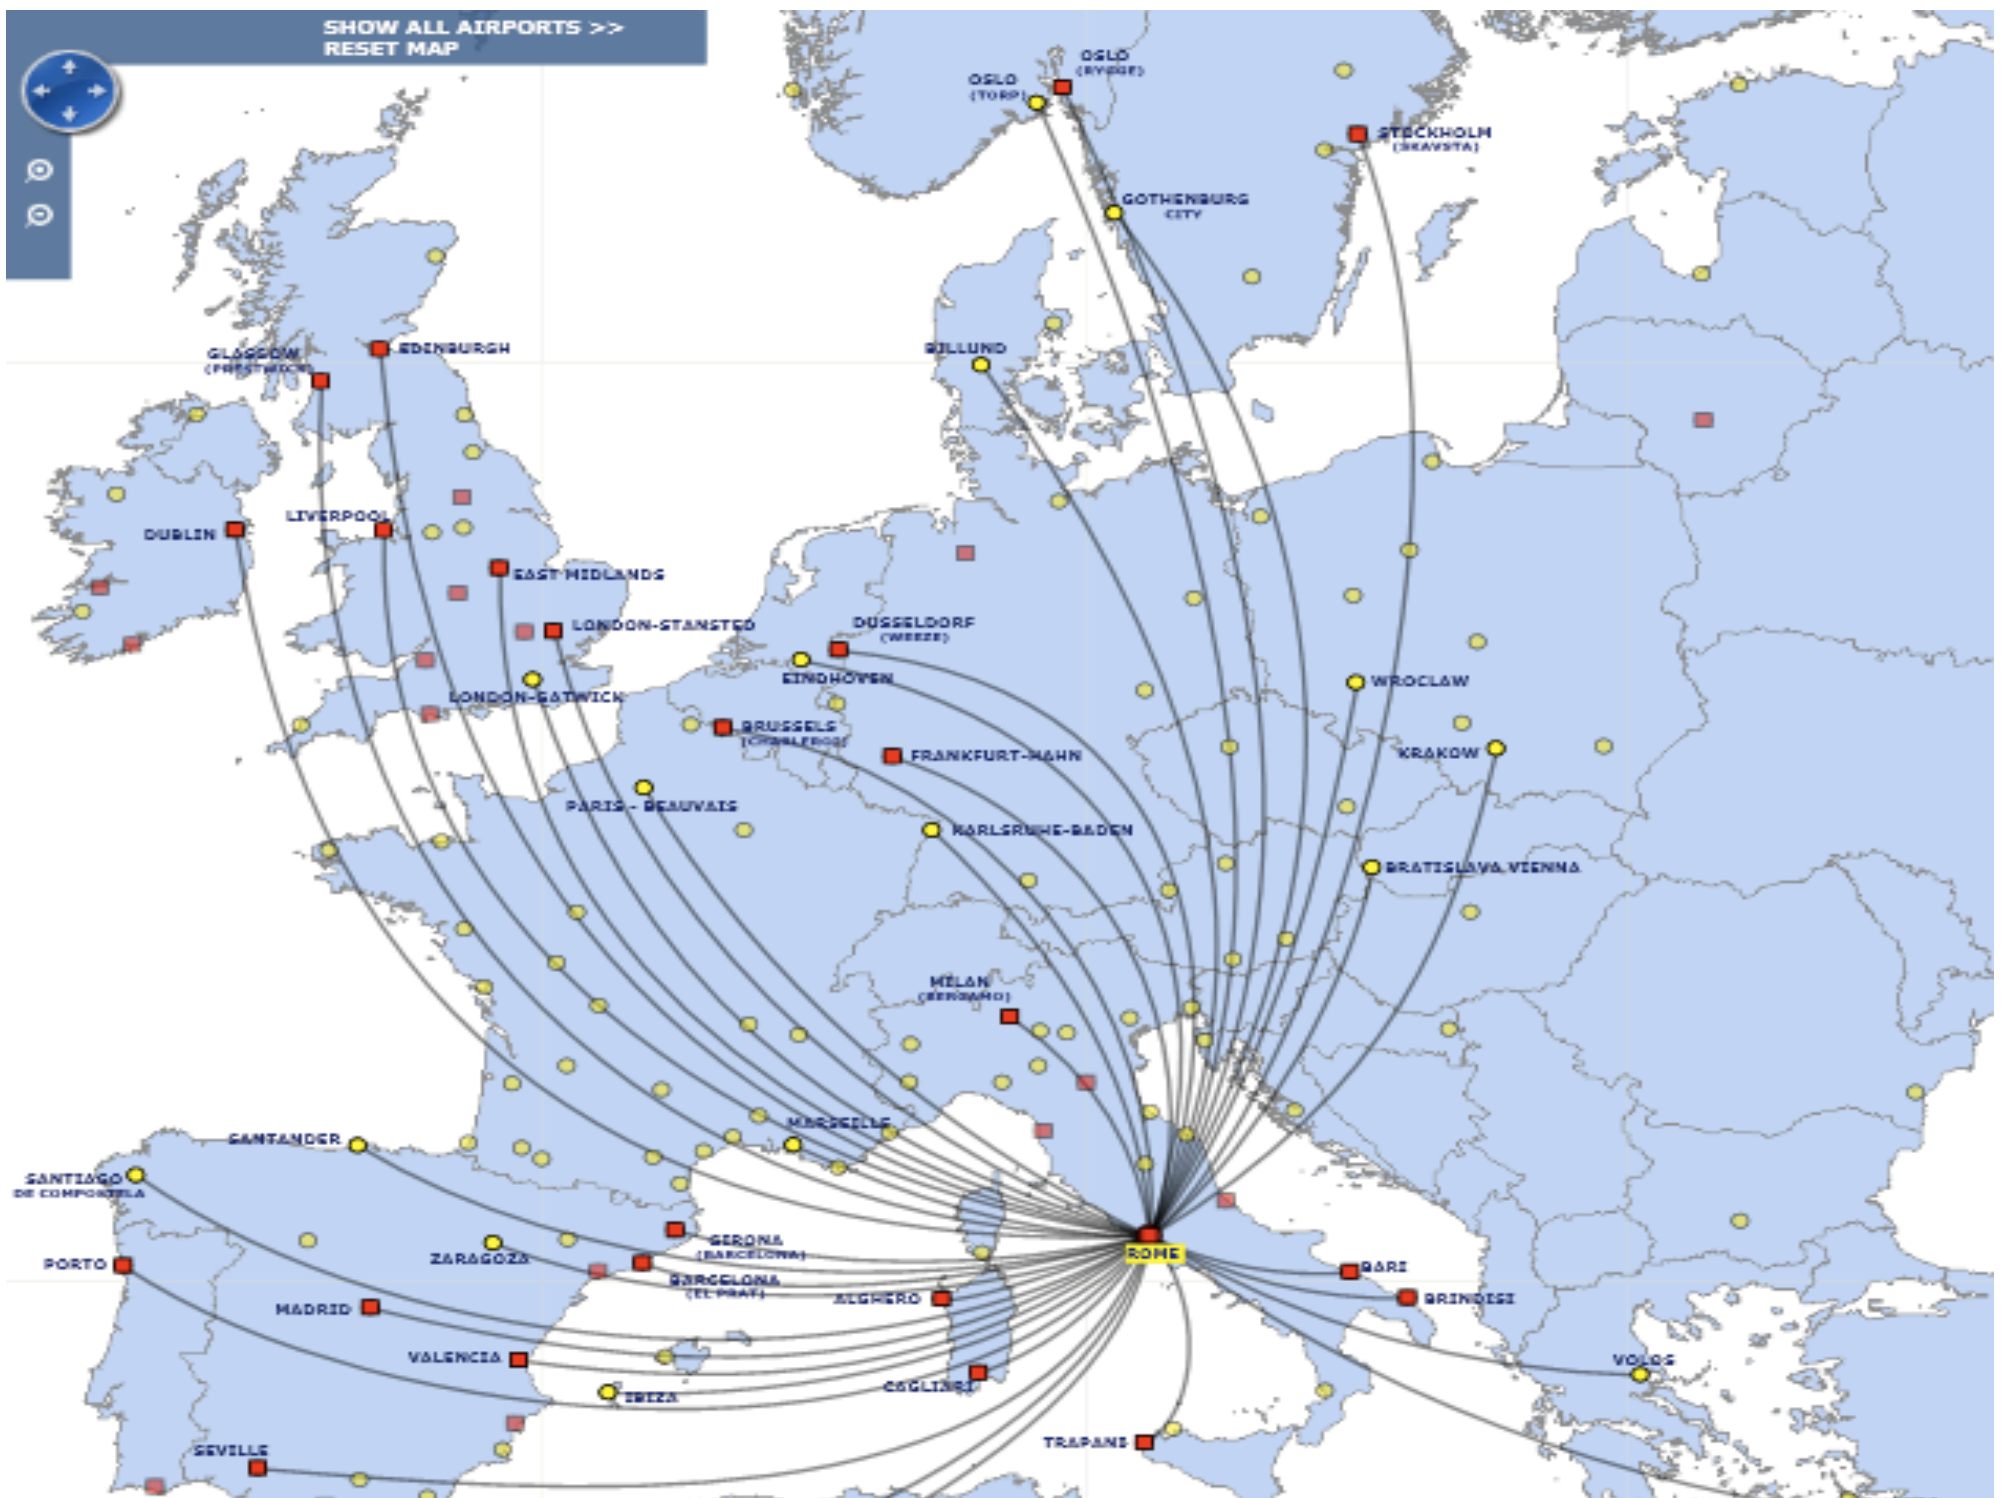 SHOW ALL AIRPORTS >>
RESET MAP
OSLO
(RYGGE)
OSLO
(TORP)
STOCKHOLM
(SKAVSTA)
GOTHENBURG
CITY
BILLUND
EDINBURGH
GLASGOW
(PRESTWICK)
LIVERPOOL
DUBLIN
EAST MIDLANDS
LONDON-STANSTED
DUSSELDORF
(WEEZE)
EINDHOVEN
LONDON-GATWICK
WROCLAW
BRUSSELS
(CHARLEROI)
FRANKFURT-HAHN
KRAKOW
PARIS - BEAUVAIS
KARLSRUHE-BADEN
BRATISLAVA VIENNA
MILAN
(BERGAMO)
MARSEILLE
SANTANDER
SANTIAGO
DE COMPOSTELA
GERONA
(BARCELONA)
ZARAGOZA
ROME
PORTO
BARI
BARCELONA
(EL PRAT)
ALGHERO
BRINDISI
MADRID
VALENCIA
VOLOS
CAGLIARI
IBIZA
TRAPANI
SEVILLE